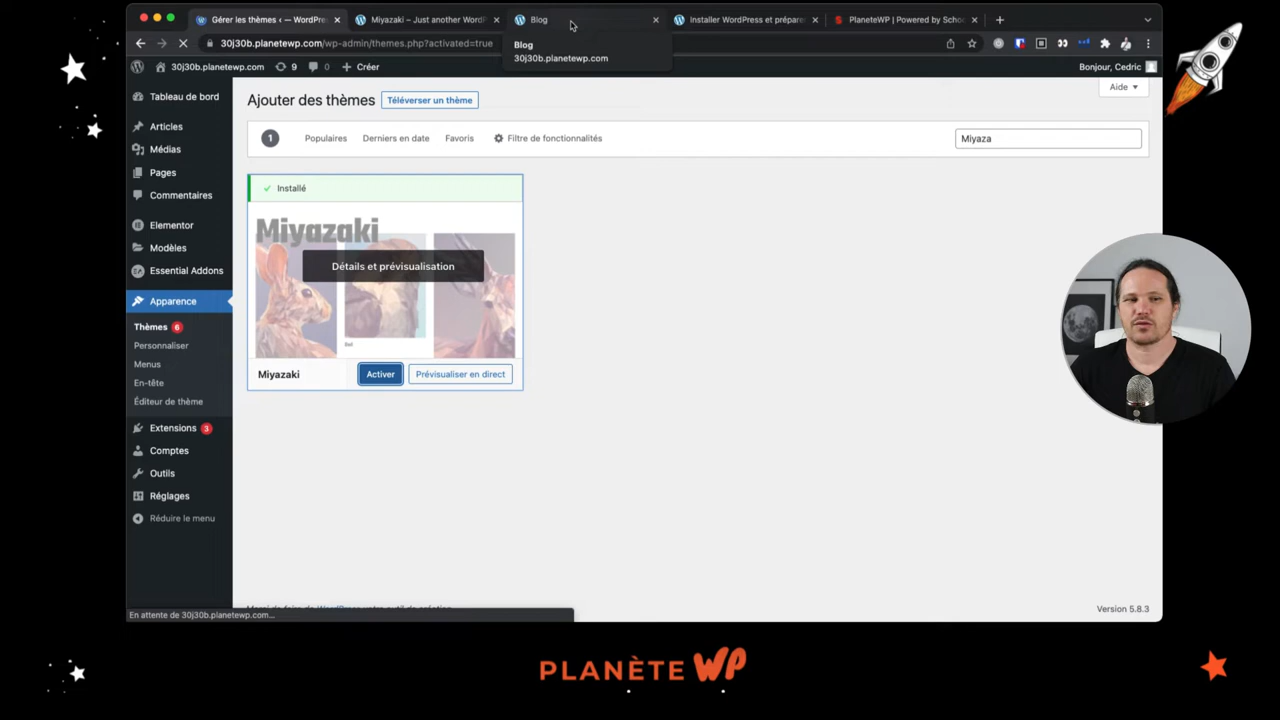 Gérer les thèmes ‹ — WordPre
Miyazaki – Just another WordP
Blog
Installer WordPress et prépare
PlaneteWP | Powered by Scho
30j30b.planetewp.com/wp-admin/themes.php?activated=true
Blog
30j30b.planetewp.com
30j30b.planetewp.com
9
0
Créer
Bonjour, Cedric
Tableau de bord
Articles
Médias
Pages
Commentaires
Elementor
Modèles
Essential Addons
Apparence
Thèmes 6
Personnaliser
Menus
En-tête
Éditeur de thème
Extensions 3
Comptes
Outils
Réglages
Réduire le menu
Aide
Ajouter des thèmes
Téléverser un thème
1
Populaires
Derniers en date
Favoris
Filtre de fonctionnalités
Miyaza
Installé
Miyazaki
Détails et prévisualisation
Miyazaki
Activer
Prévisualiser en direct
Version 5.8.3
En attente de 30j30b.planetewp.com...
PLANÈTE WP